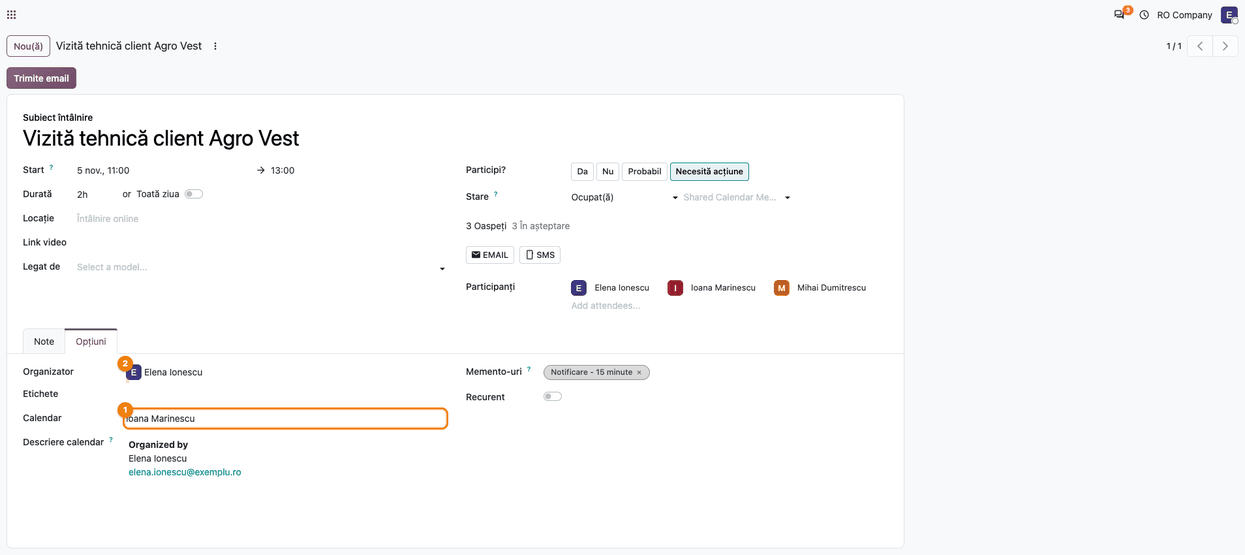 3 RO Company E
Nou(ă) Vizită tehnică client Agro Vest 1 / 1
Trimite email
Subiect întâlnire
Vizită tehnică client Agro Vest
Start ? 5 nov., 11:00 → 13:00
Participi? Da Nu Probabil Necesită acțiune
Durată 2h or Toată ziua
Stare ? Ocupat(ă) Shared Calendar Me...
Locație Întâlnire online
3 Oaspeți 3 În așteptare
Link video
EMAIL SMS
Legat de Select a model...
Participanți E Elena Ionescu I Ioana Marinescu M Mihai Dumitrescu
Add attendees...
Note Opțiuni
2
Organizator E Elena Ionescu
Memento-uri ? Notificare - 15 minute ×
Etichete
Recurent
1
Calendar Ioana Marinescu
Descriere calendar ? Organized by
Elena Ionescu
elena.ionescu@exemplu.ro